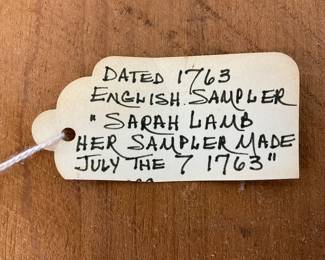 DATED 1763
ENGLISH SAMPLER
"SARAH LAMB
HER SAMPLER MADE
JULY THE 7 1763"